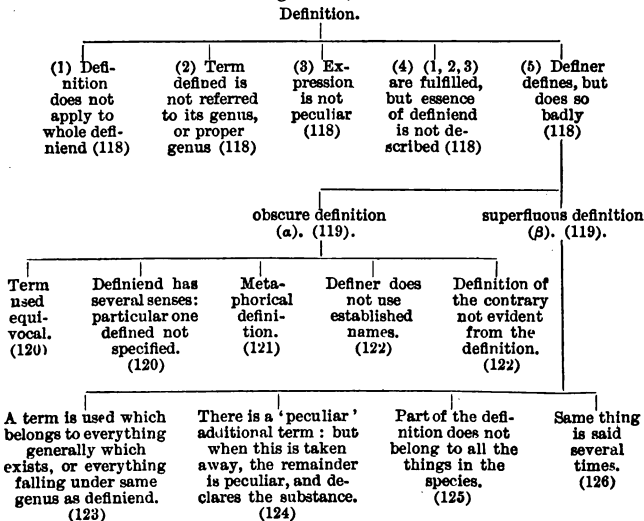 Definition.
(1) Defi-
nition
does not
apply to
whole defi-
niend (118)
(2) Term
defined is
not referred
to its genus,
or proper
genus (118)
(3) Ex-
pression
is not
peculiar
(118)
(4) (1, 2, 3)
are fulfilled,
but essence
of definiend
is not de-
scribed (118)
(5) Definer
defines, but
does so
badly
(118)
obscure definition
(α). (119).
superfluous definition
(β). (119).
Term
used
equi-
vocal.
(120)
Definiend has
several senses:
particular one
defined not
specified.
(120)
Meta-
phorical
defini-
tion.
(121)
Definer does
not use
established
names.
(122)
Definition of
the contrary
not evident
from the
definition.
(122)
A term is used which
belongs to everything
generally which
exists, or everything
falling under same
genus as definiend.
(123)
There is a ‘peculiar’
additional term : but
when this is taken
away, the remainder
is peculiar, and de-
clares the substance.
(124)
Part of the defi-
nition does not
belong to all the
things in the
species.
(125)
Same thing
is said
several
times.
(126)